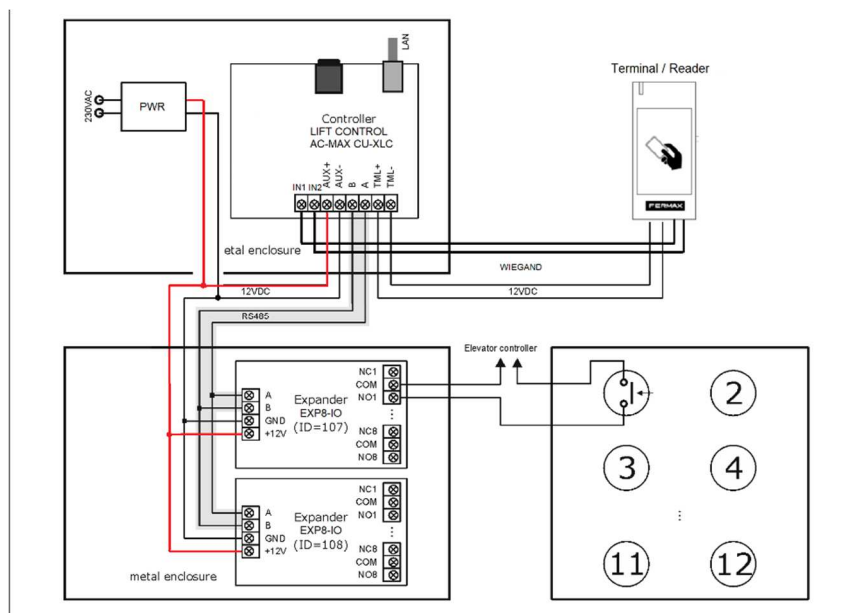 LAN
230VAC
PWR
Controller
LIFT CONTROL
AC-MAX CU-XLC
IN1 IN2 AUX+ AUX- B A TML+ TML-
etal enclosure
Terminal / Reader
FERMAX
WIEGAND
12VDC
12VDC
RS485
Elevator controller
A
B
GND
+12V
Expander
EXP8-IO
(ID=107)
NC1
COM
NO1
NC8
COM
NO8
A
B
GND
+12V
Expander
EXP8-IO
(ID=108)
NC1
COM
NO1
NC8
COM
NO8
metal enclosure
2
3
4
11
12